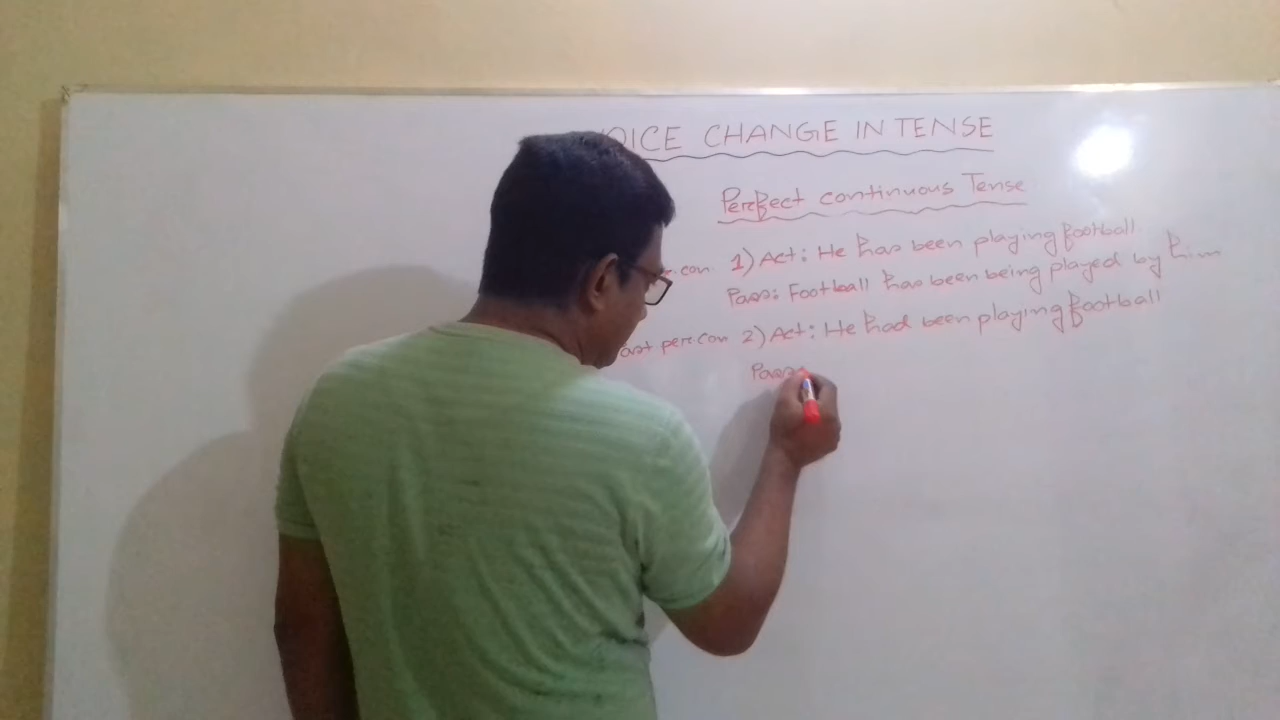 OICE CHANGE IN TENSE
Perfect continuous Tense
r. con 1) Act: He has been playing football
Pass: Football has been being played by him
ast per. con 2) Act: He had been playing football
Pass: